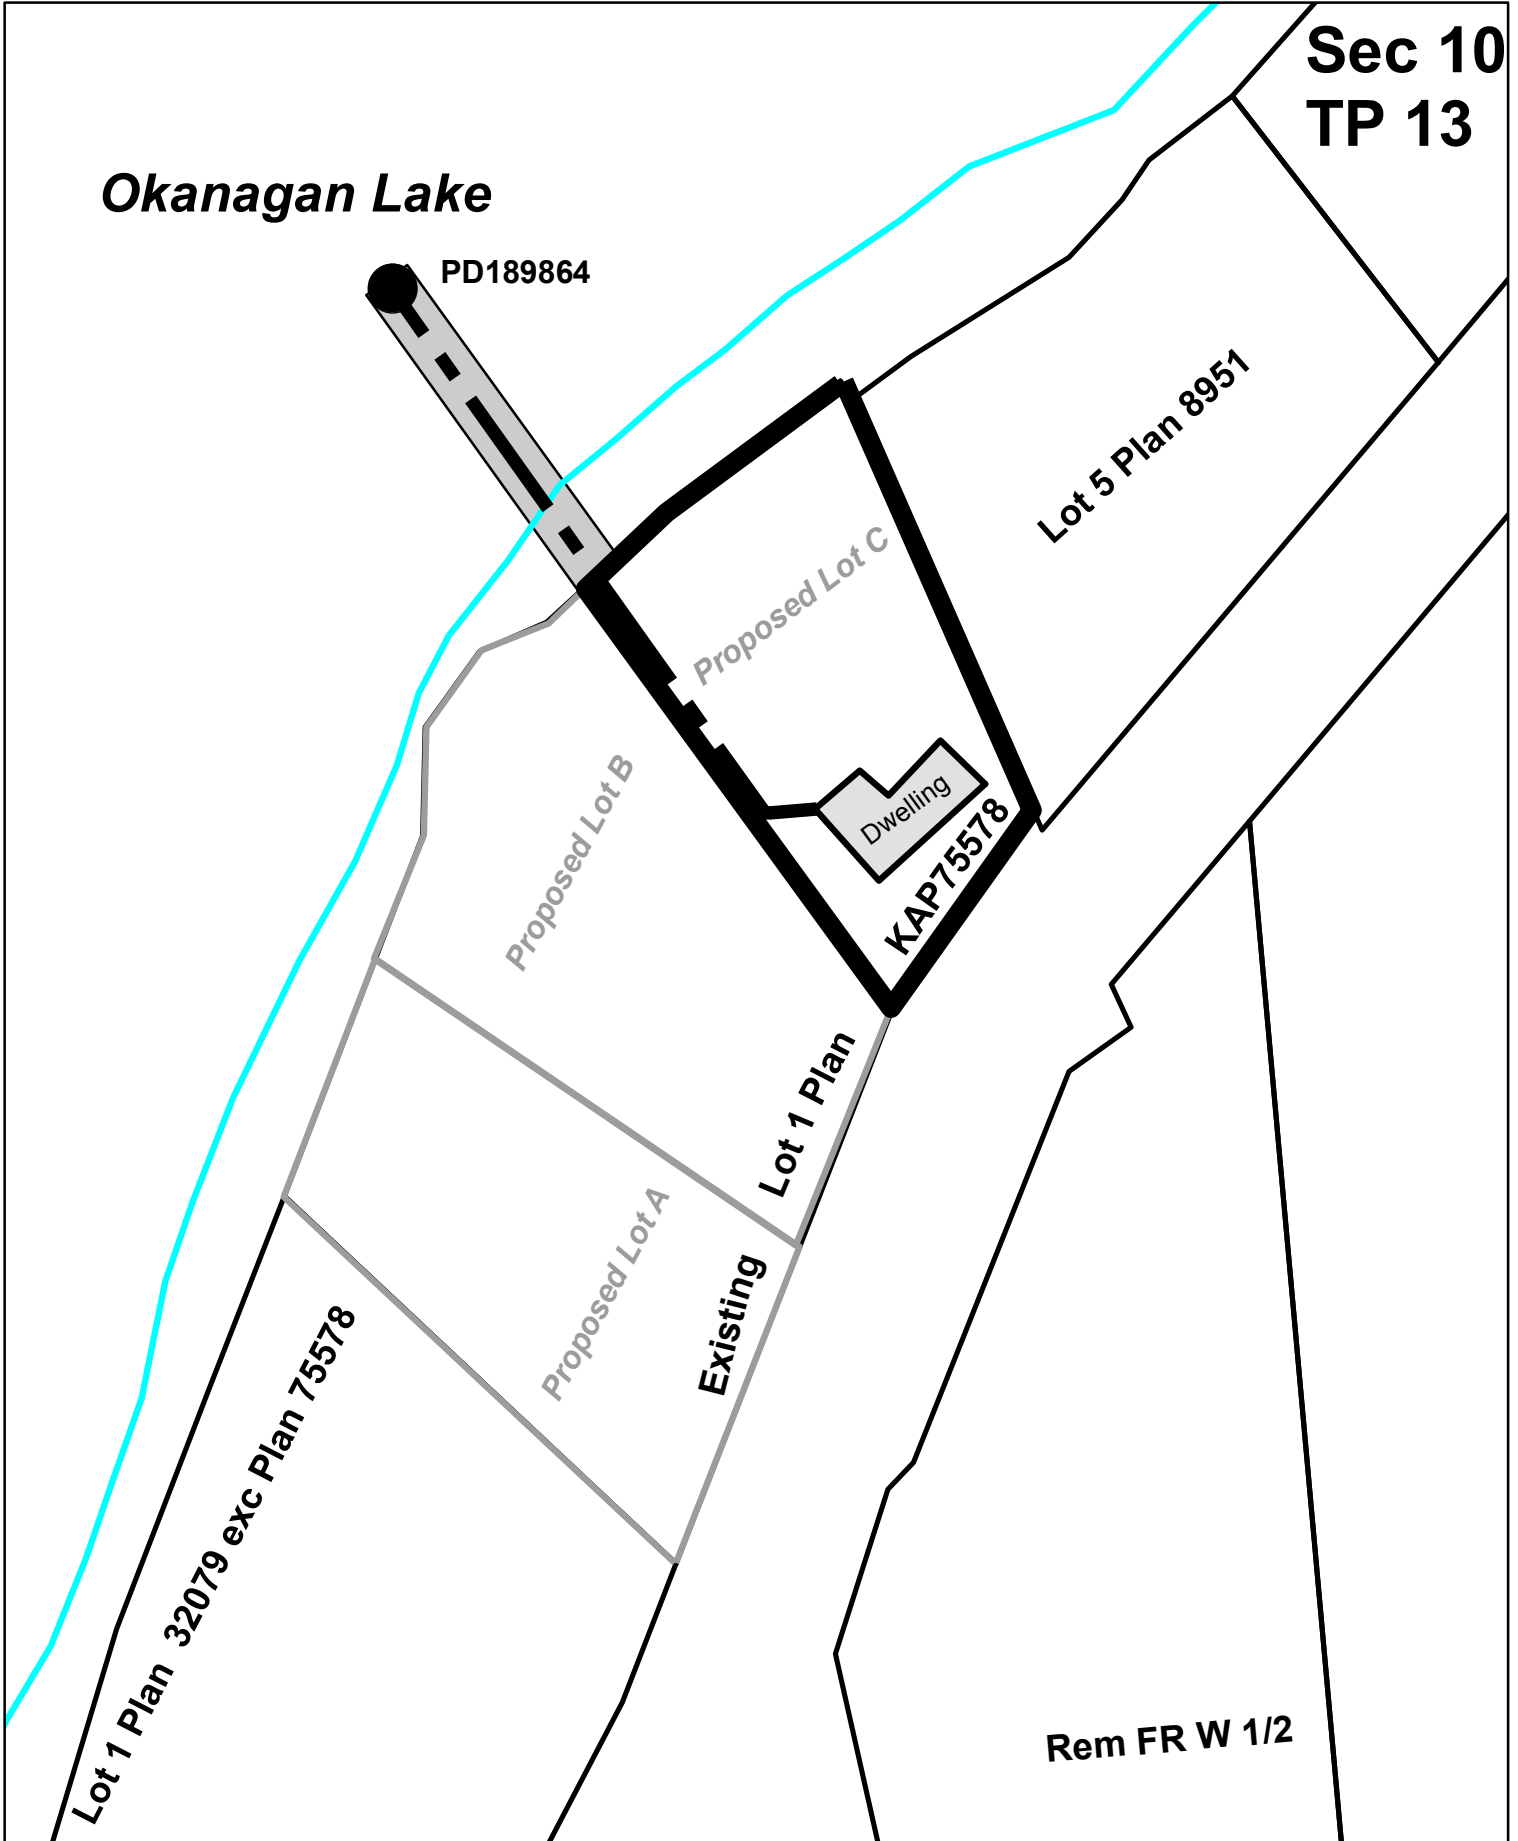 Sec 10
TP 13
Okanagan Lake
PD189864
Lot 5 Plan 8951
Proposed Lot C
Dwelling
KAP75578
Proposed Lot B
Lot 1 Plan
Existing
Proposed Lot A
Lot 1 Plan 32079 exc Plan 75578
Rem FR W 1/2